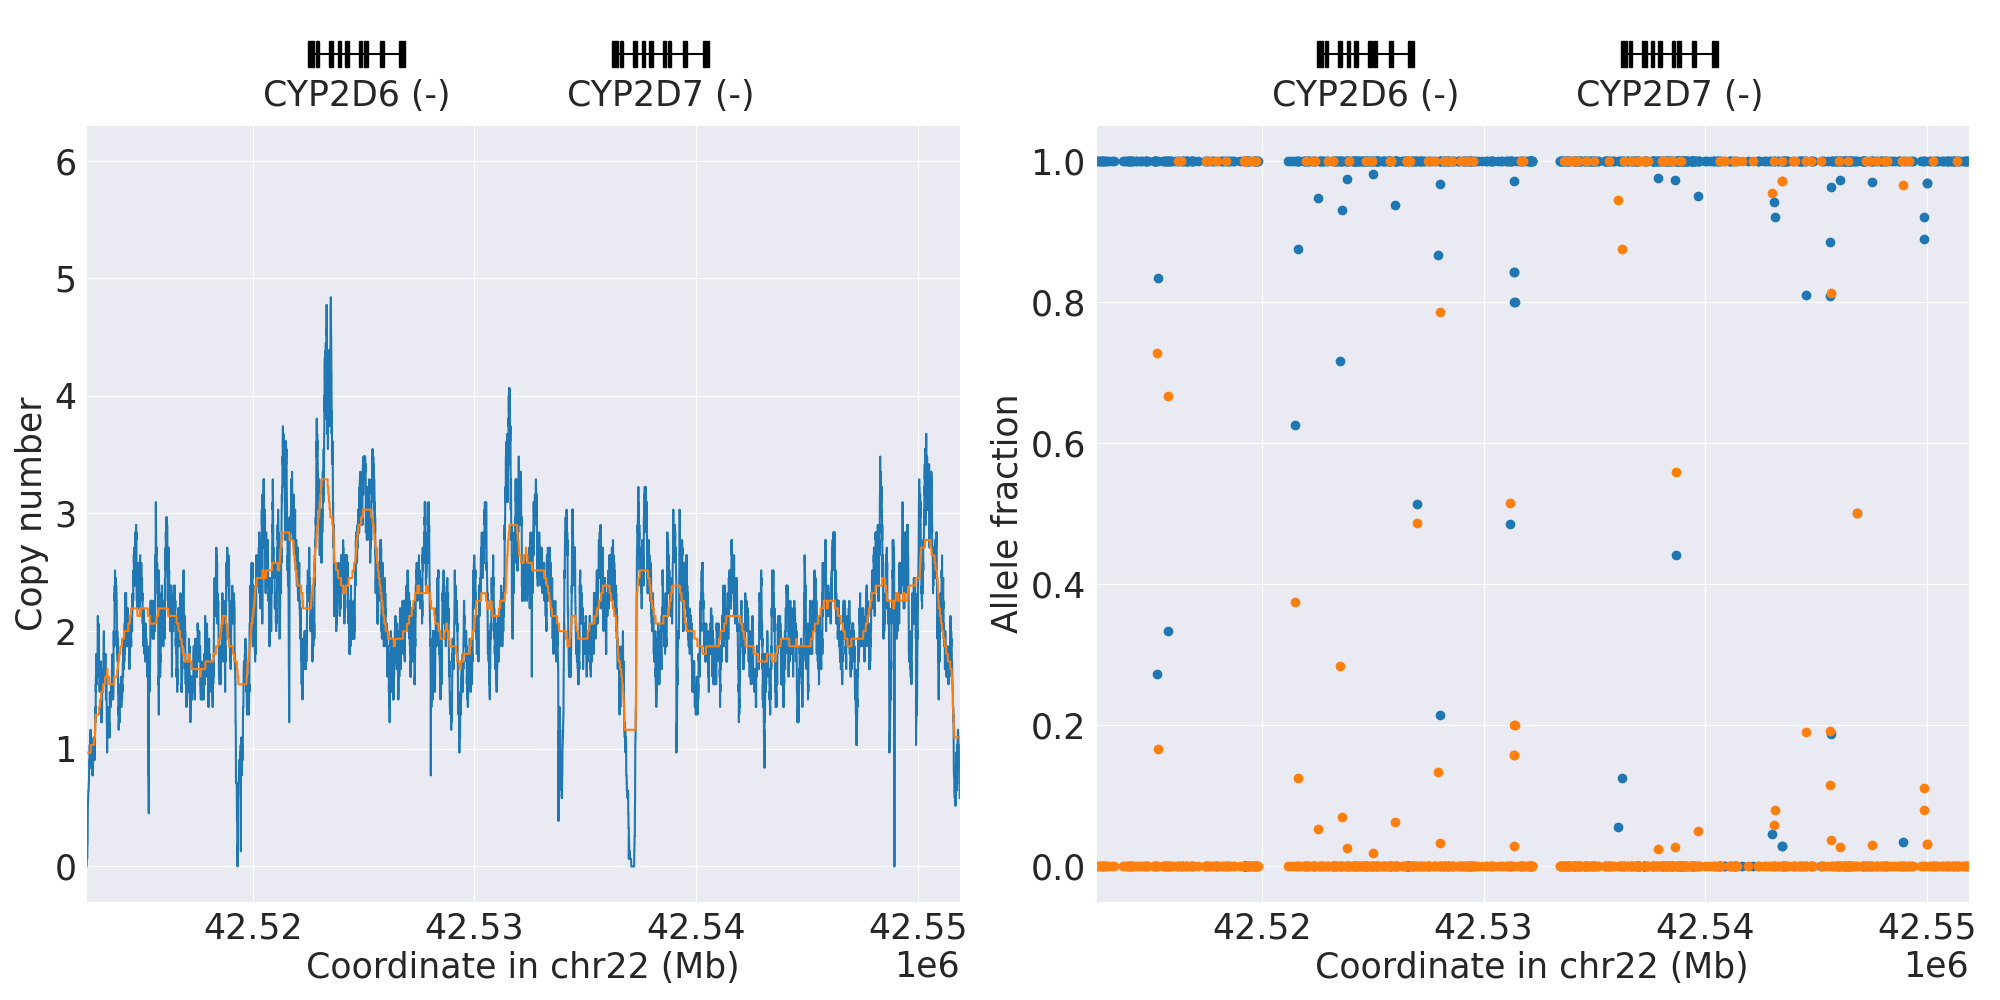 CYP2D6 (-) CYP2D7 (-)
6
5
4
3
2
1
0
Copy number
42.52 42.53 42.54 42.55
Coordinate in chr22 (Mb)
1e6
CYP2D6 (-) CYP2D7 (-)
1.0
0.8
0.6
0.4
0.2
0.0
Allele fraction
42.52 42.53 42.54 42.55
Coordinate in chr22 (Mb)
1e6